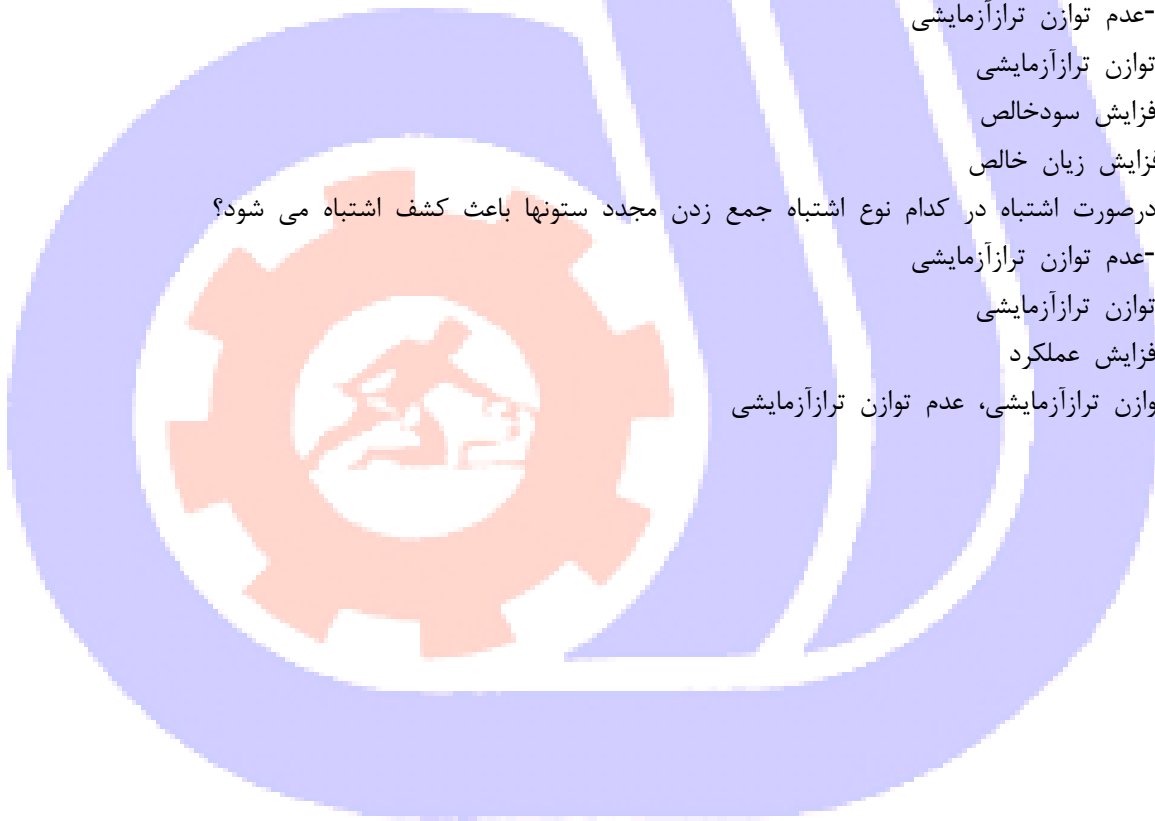 -عدم توازن ترازآزمایشی
توازن ترازآزمایشی
فزایش سودخالص
فزایش زیان خالص
درصورت اشتباه در کدام نوع اشتباه جمع زدن مجدد ستونها باعث کشف اشتباه می شود؟
-عدم توازن ترازآزمایشی
توازن ترازآزمایشی
فزایش عملکرد
وازن ترازآزمایشی، عدم توازن ترازآزمایشی